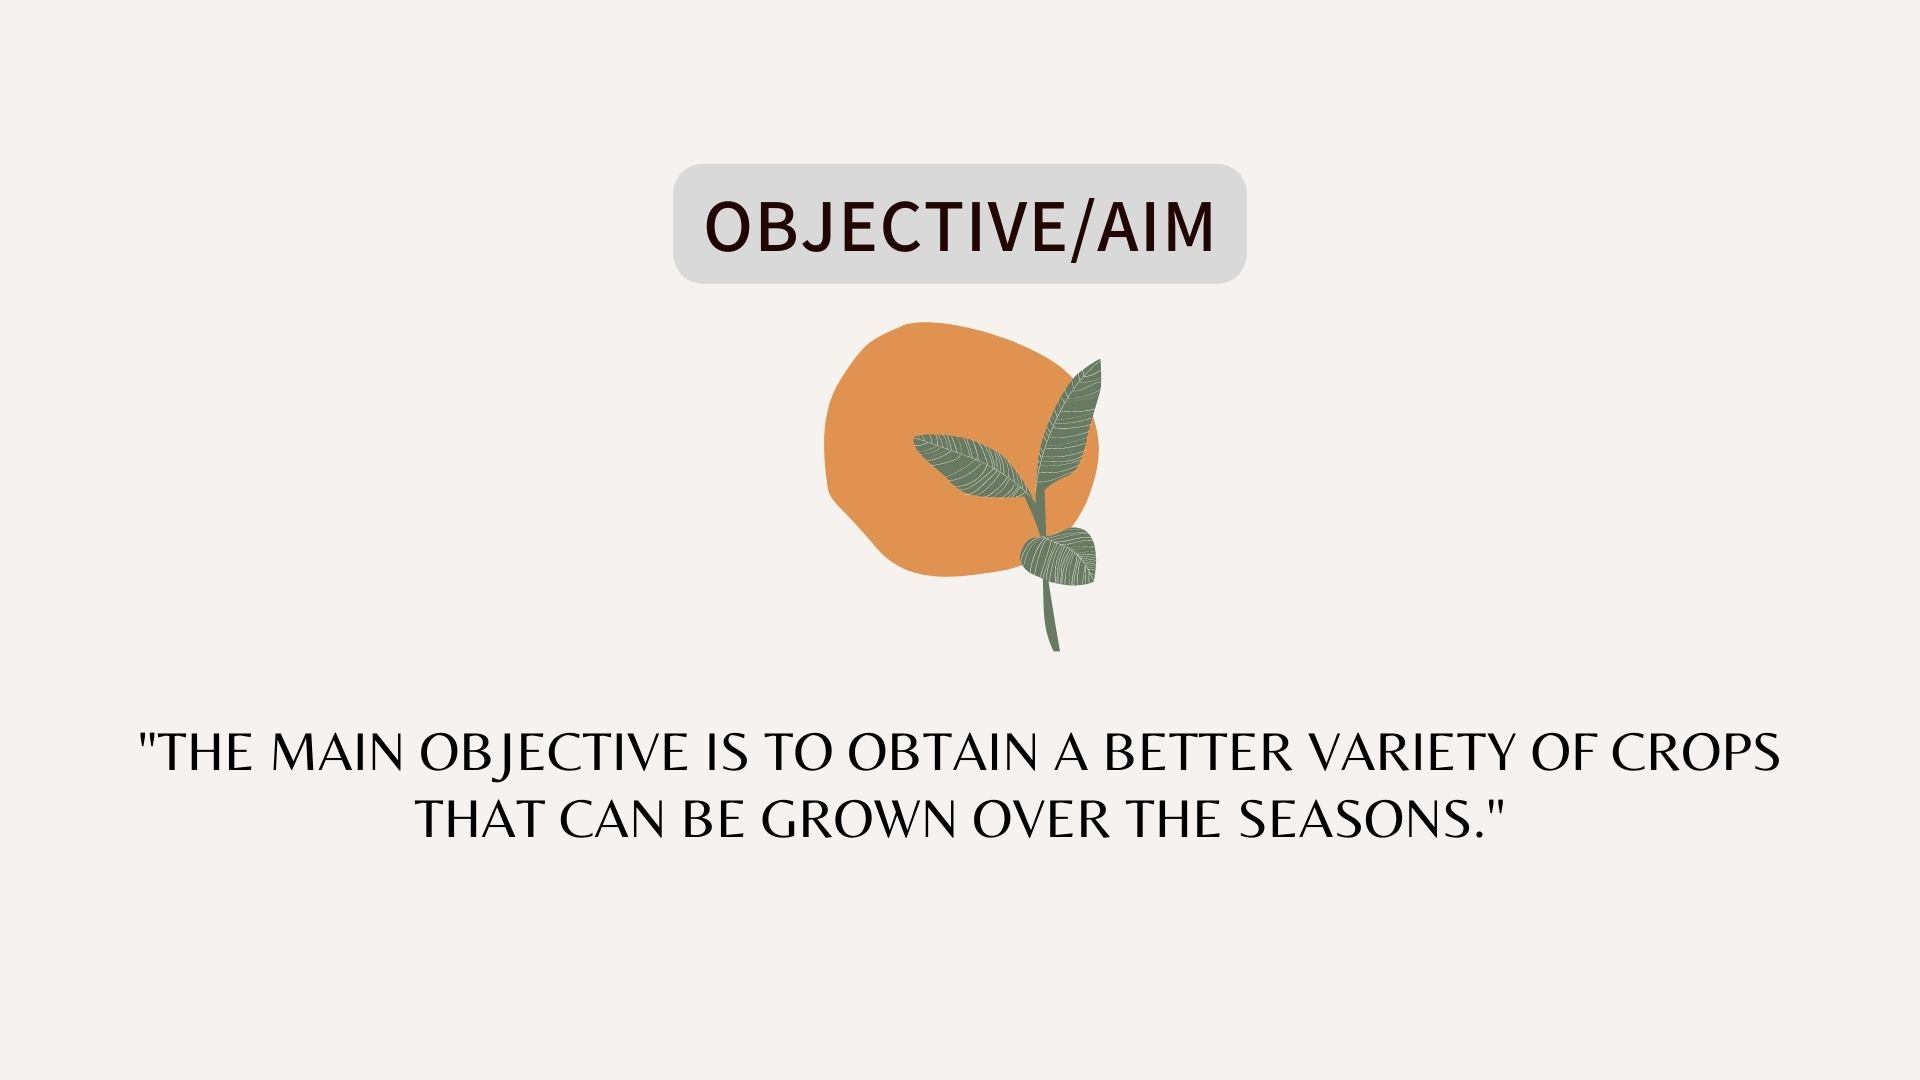 OBJECTIVE/AIM
"THE MAIN OBJECTIVE IS TO OBTAIN A BETTER VARIETY OF CROPS
THAT CAN BE GROWN OVER THE SEASONS."